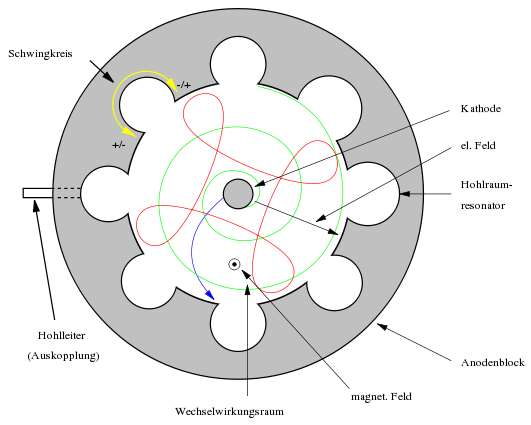 Schwingkreis
-/+
+/-
Kathode
el. Feld
Hohlraum-
resonator
Hohlleiter
(Auskopplung)
Anodenblock
magnet. Feld
Wechselwirkungsraum